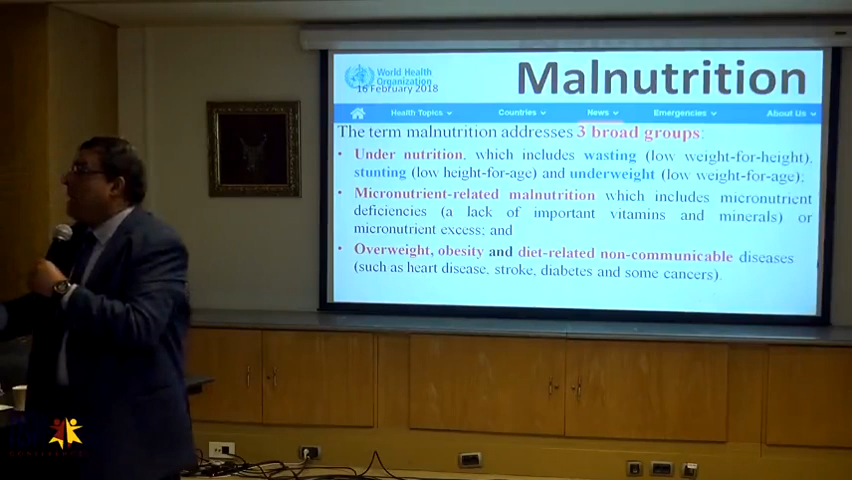 World Health
Organization
16 February 2018
Malnutrition
Health Topics Countries News Emergencies About Us
The term malnutrition addresses 3 broad groups:
• Under nutrition, which includes wasting (low weight-for-height),
stunting (low height-for-age) and underweight (low weight-for-age);
• Micronutrient-related malnutrition which includes micronutrient
deficiencies (a lack of important vitamins and minerals) or
micronutrient excess; and
• Overweight, obesity and diet-related non-communicable diseases
(such as heart disease, stroke, diabetes and some cancers).